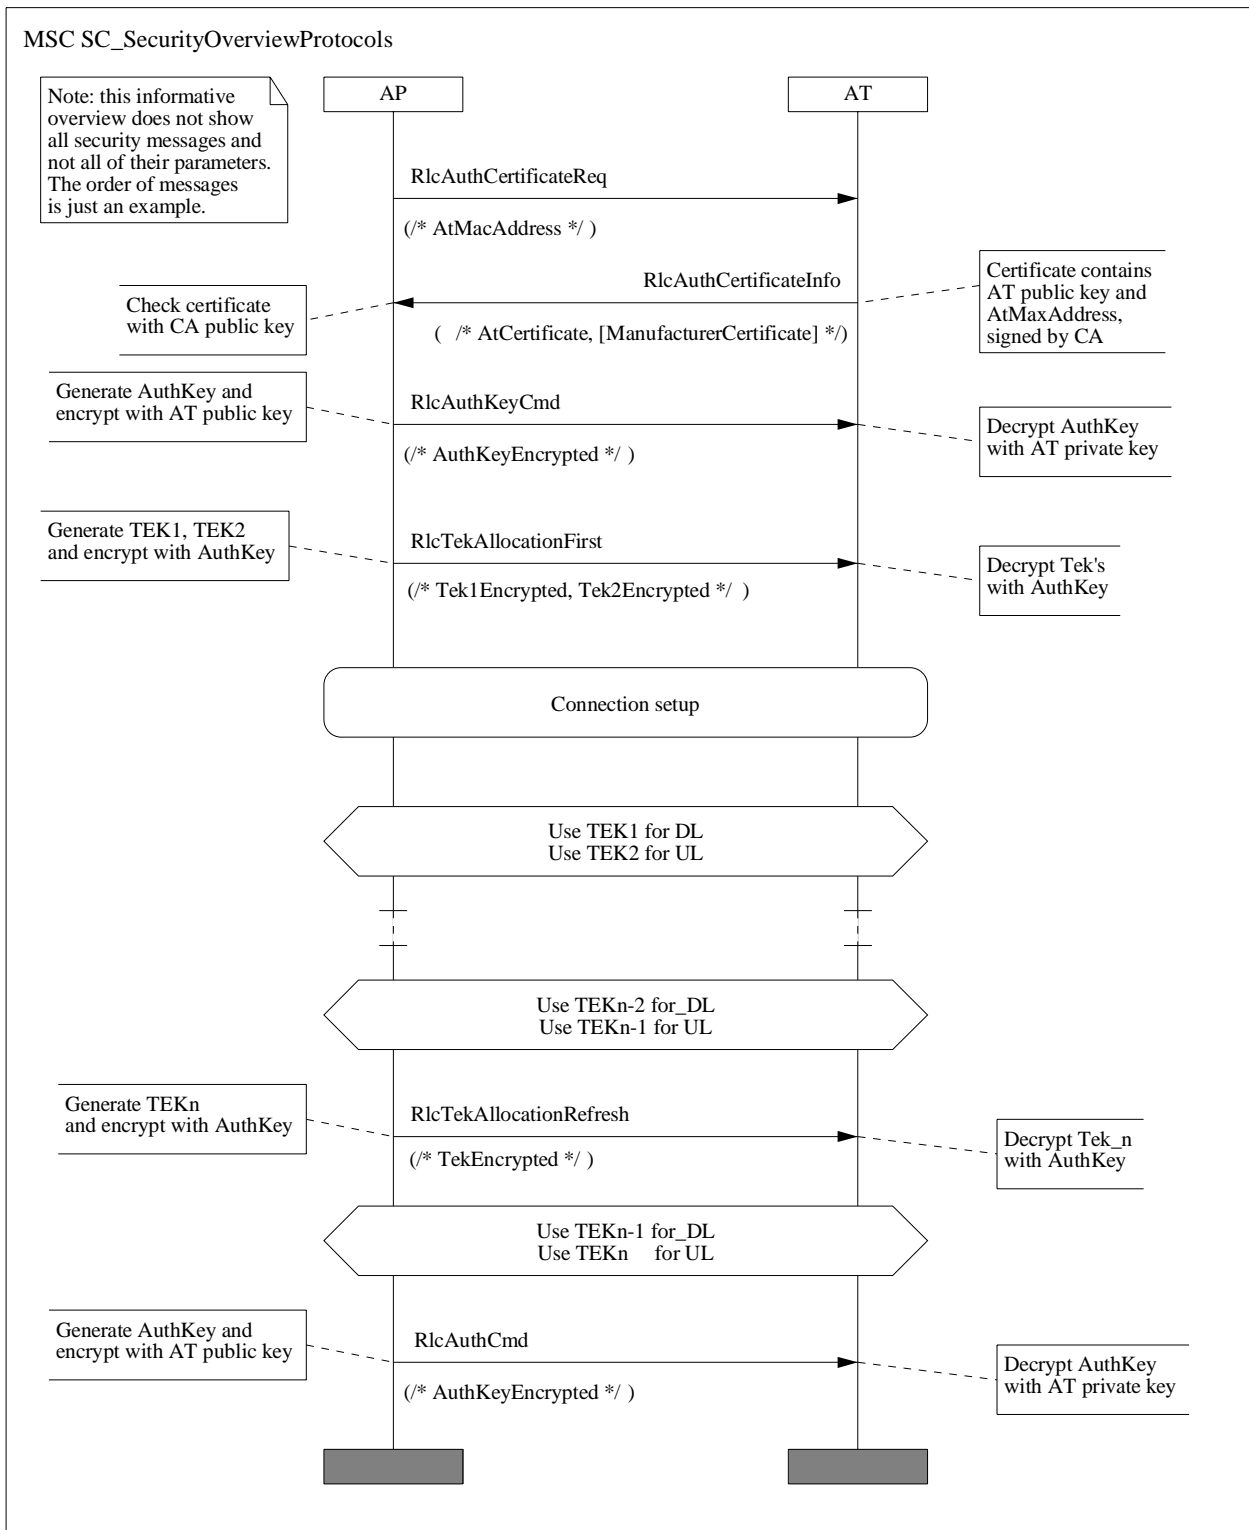 MSC SC_SecurityOverviewProtocols
Note: this informative
overview does not show
all security messages and
not all of their parameters.
The order of messages
is just an example.
AP
AT
RlcAuthCertificateReq
(/* AtMacAddress */ )
RlcAuthCertificateInfo
( /* AtCertificate, [ManufacturerCertificate] */)
Check certificate
with CA public key
Certificate contains
AT public key and
AtMaxAddress,
signed by CA
Generate AuthKey and
encrypt with AT public key
RlcAuthKeyCmd
(/* AuthKeyEncrypted */ )
Decrypt AuthKey
with AT private key
Generate TEK1, TEK2
and encrypt with AuthKey
RlcTekAllocationFirst
(/* Tek1Encrypted, Tek2Encrypted */ )
Decrypt Tek's
with AuthKey
Connection setup
Use TEK1 for DL
Use TEK2 for UL
Use TEKn-2 for_DL
Use TEKn-1 for UL
Generate TEKn
and encrypt with AuthKey
RlcTekAllocationRefresh
(/* TekEncrypted */ )
Decrypt Tek_n
with AuthKey
Use TEKn-1 for_DL
Use TEKn for UL
Generate AuthKey and
encrypt with AT public key
RlcAuthCmd
(/* AuthKeyEncrypted */ )
Decrypt AuthKey
with AT private key